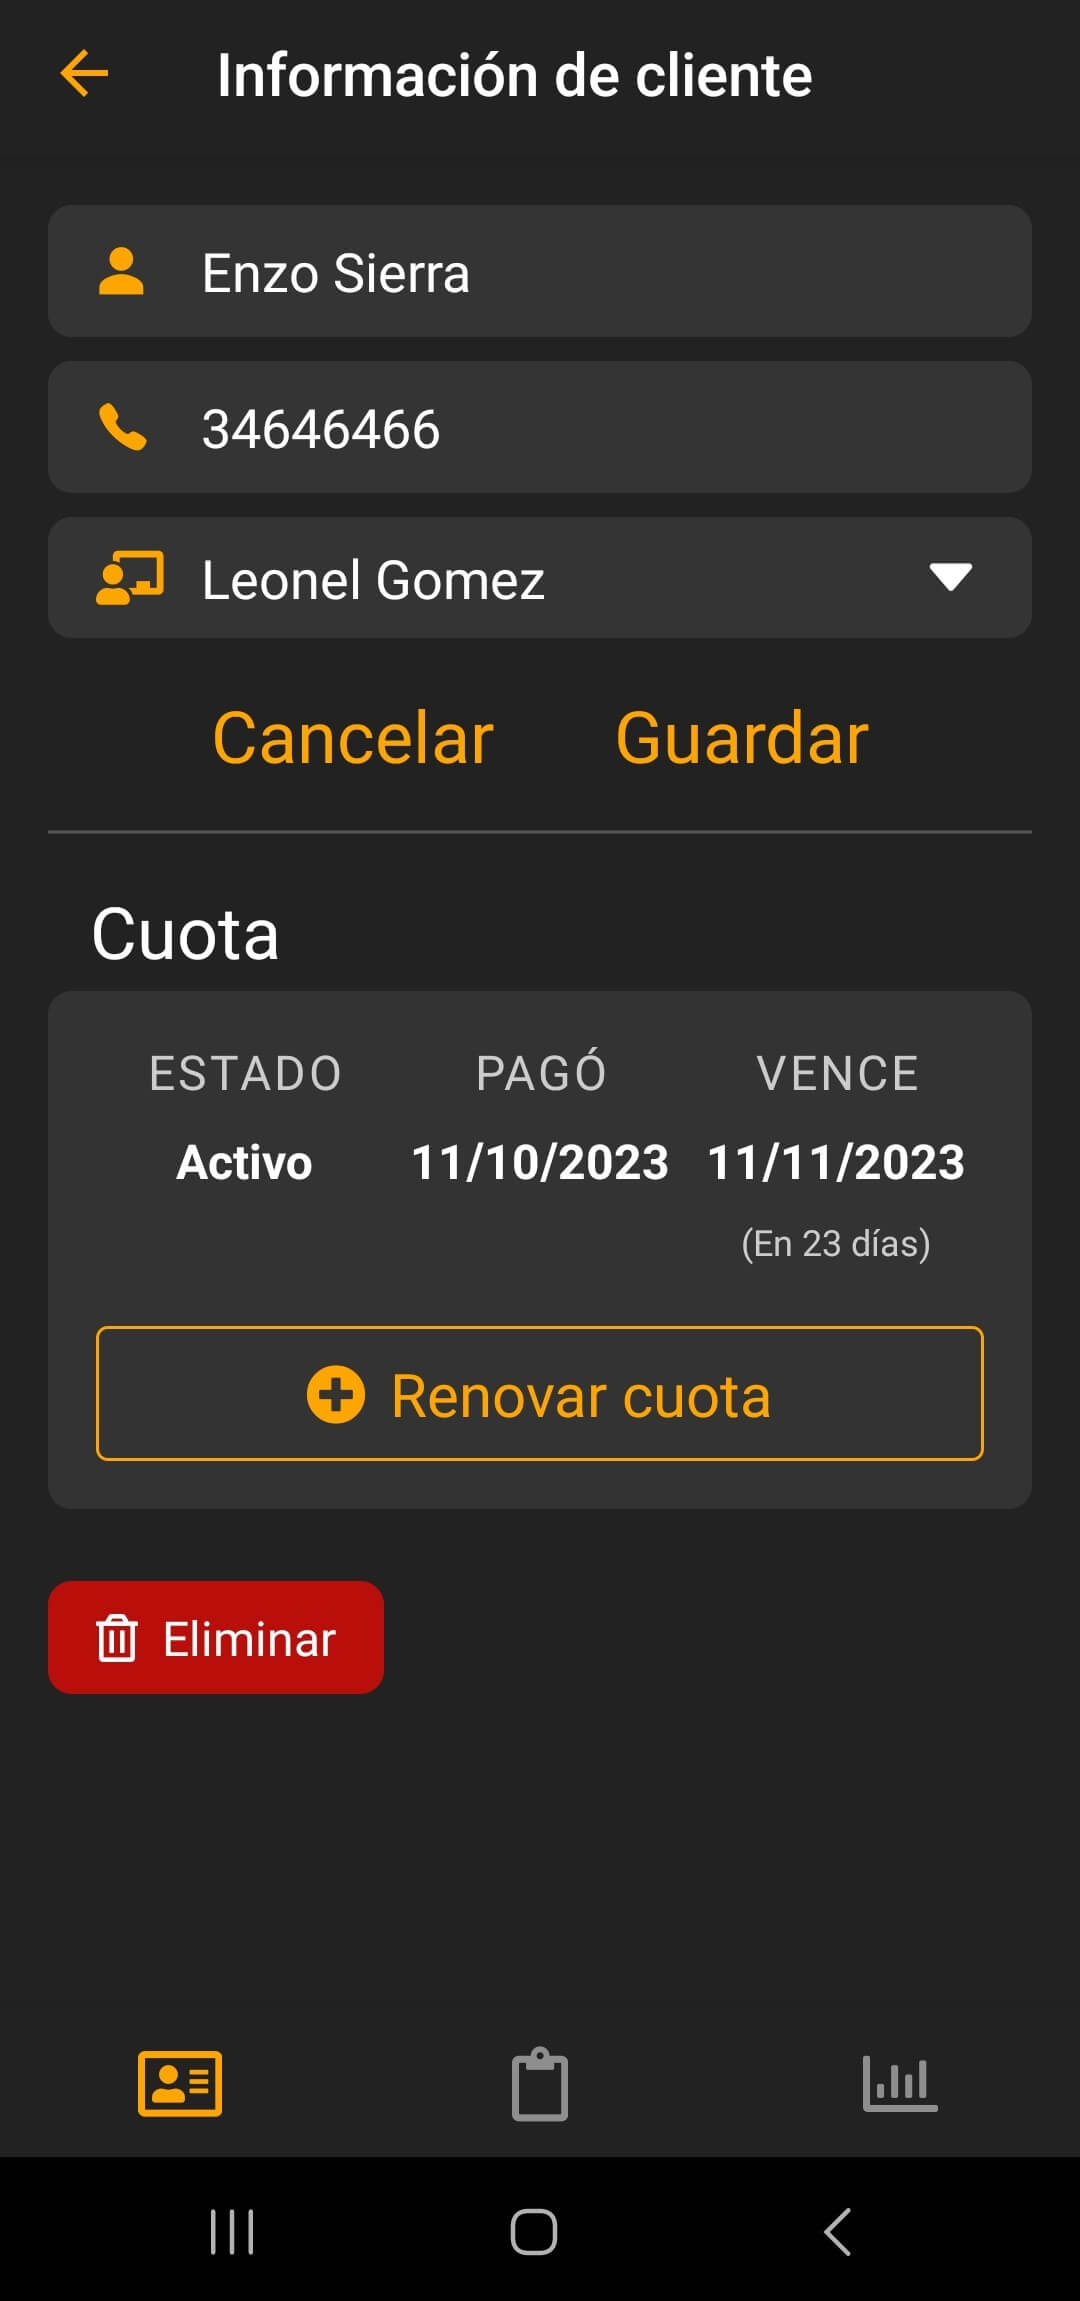 Información de cliente
Enzo Sierra
34646466
Leonel Gomez
Cancelar Guardar
Cuota
ESTADO PAGÓ VENCE
Activo 11/10/2023 11/11/2023
(En 23 días)
Renovar cuota
Eliminar